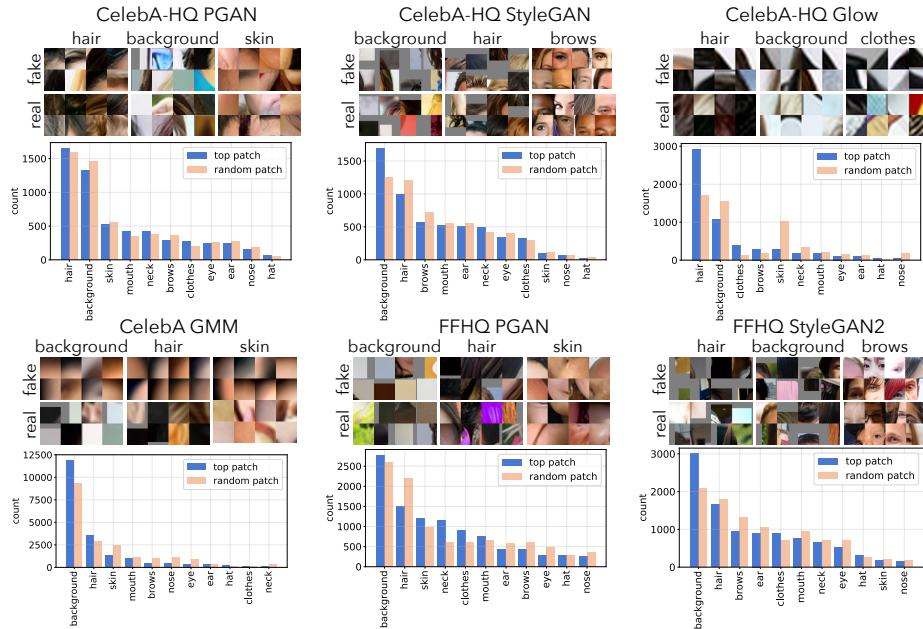 CelebA-HQ PGAN
hair background skin
fake
real
1500
1000
500
0
count
top patch
random patch
hair
background
skin
mouth
neck
brows
clothes
eye
ear
nose
hat
CelebA-HQ StyleGAN
background hair brows
fake
real
1500
1000
500
0
count
top patch
random patch
background
hair
brows
mouth
ear
neck
eye
clothes
skin
nose
hat
CelebA-HQ Glow
hair background clothes
fake
real
3000
2000
1000
0
count
top patch
random patch
hair
background
clothes
brows
skin
neck
mouth
eye
ear
hat
nose
CelebA GMM
background hair skin
fake
real
12500
10000
7500
5000
2500
0
count
top patch
random patch
background
hair
skin
mouth
brows
nose
eye
ear
hat
clothes
neck
FFHQ PGAN
background hair skin
fake
real
2500
2000
1500
1000
500
0
count
top patch
random patch
background
hair
skin
neck
clothes
mouth
ear
brows
eye
hat
nose
FFHQ StyleGAN2
hair background brows
fake
real
3000
2000
1000
0
count
top patch
random patch
background
hair
brows
ear
clothes
mouth
neck
eye
hat
skin
nose